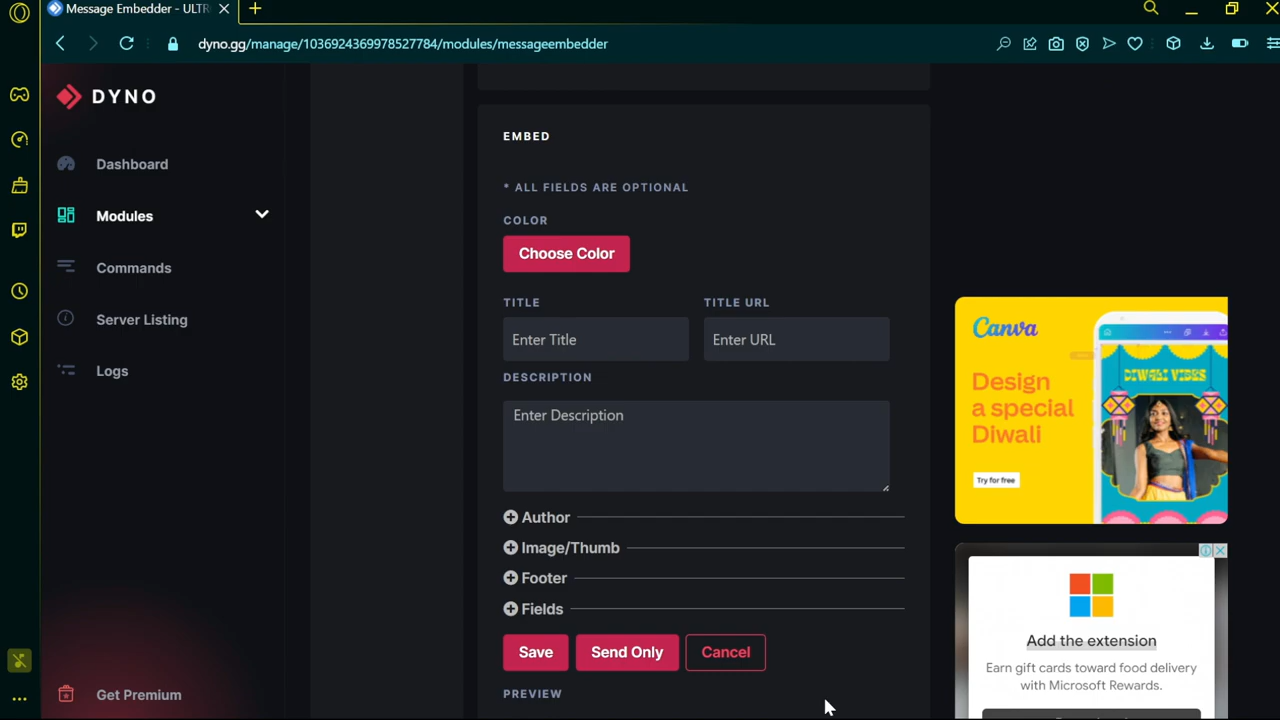 Message Embedder - ULTR
dyno.gg/manage/1036924369978527784/modules/messageembedder
DYNO
Dashboard
Modules
Commands
Server Listing
Logs
Get Premium
EMBED
* ALL FIELDS ARE OPTIONAL
COLOR
Choose Color
TITLE
TITLE URL
Enter Title
Enter URL
DESCRIPTION
Enter Description
Author
Image/Thumb
Footer
Fields
Save
Send Only
Cancel
PREVIEW
Canva
Design
a special
Diwali
Try for free
DIWALI VIBES
Add the extension
Earn gift cards toward food delivery
with Microsoft Rewards.